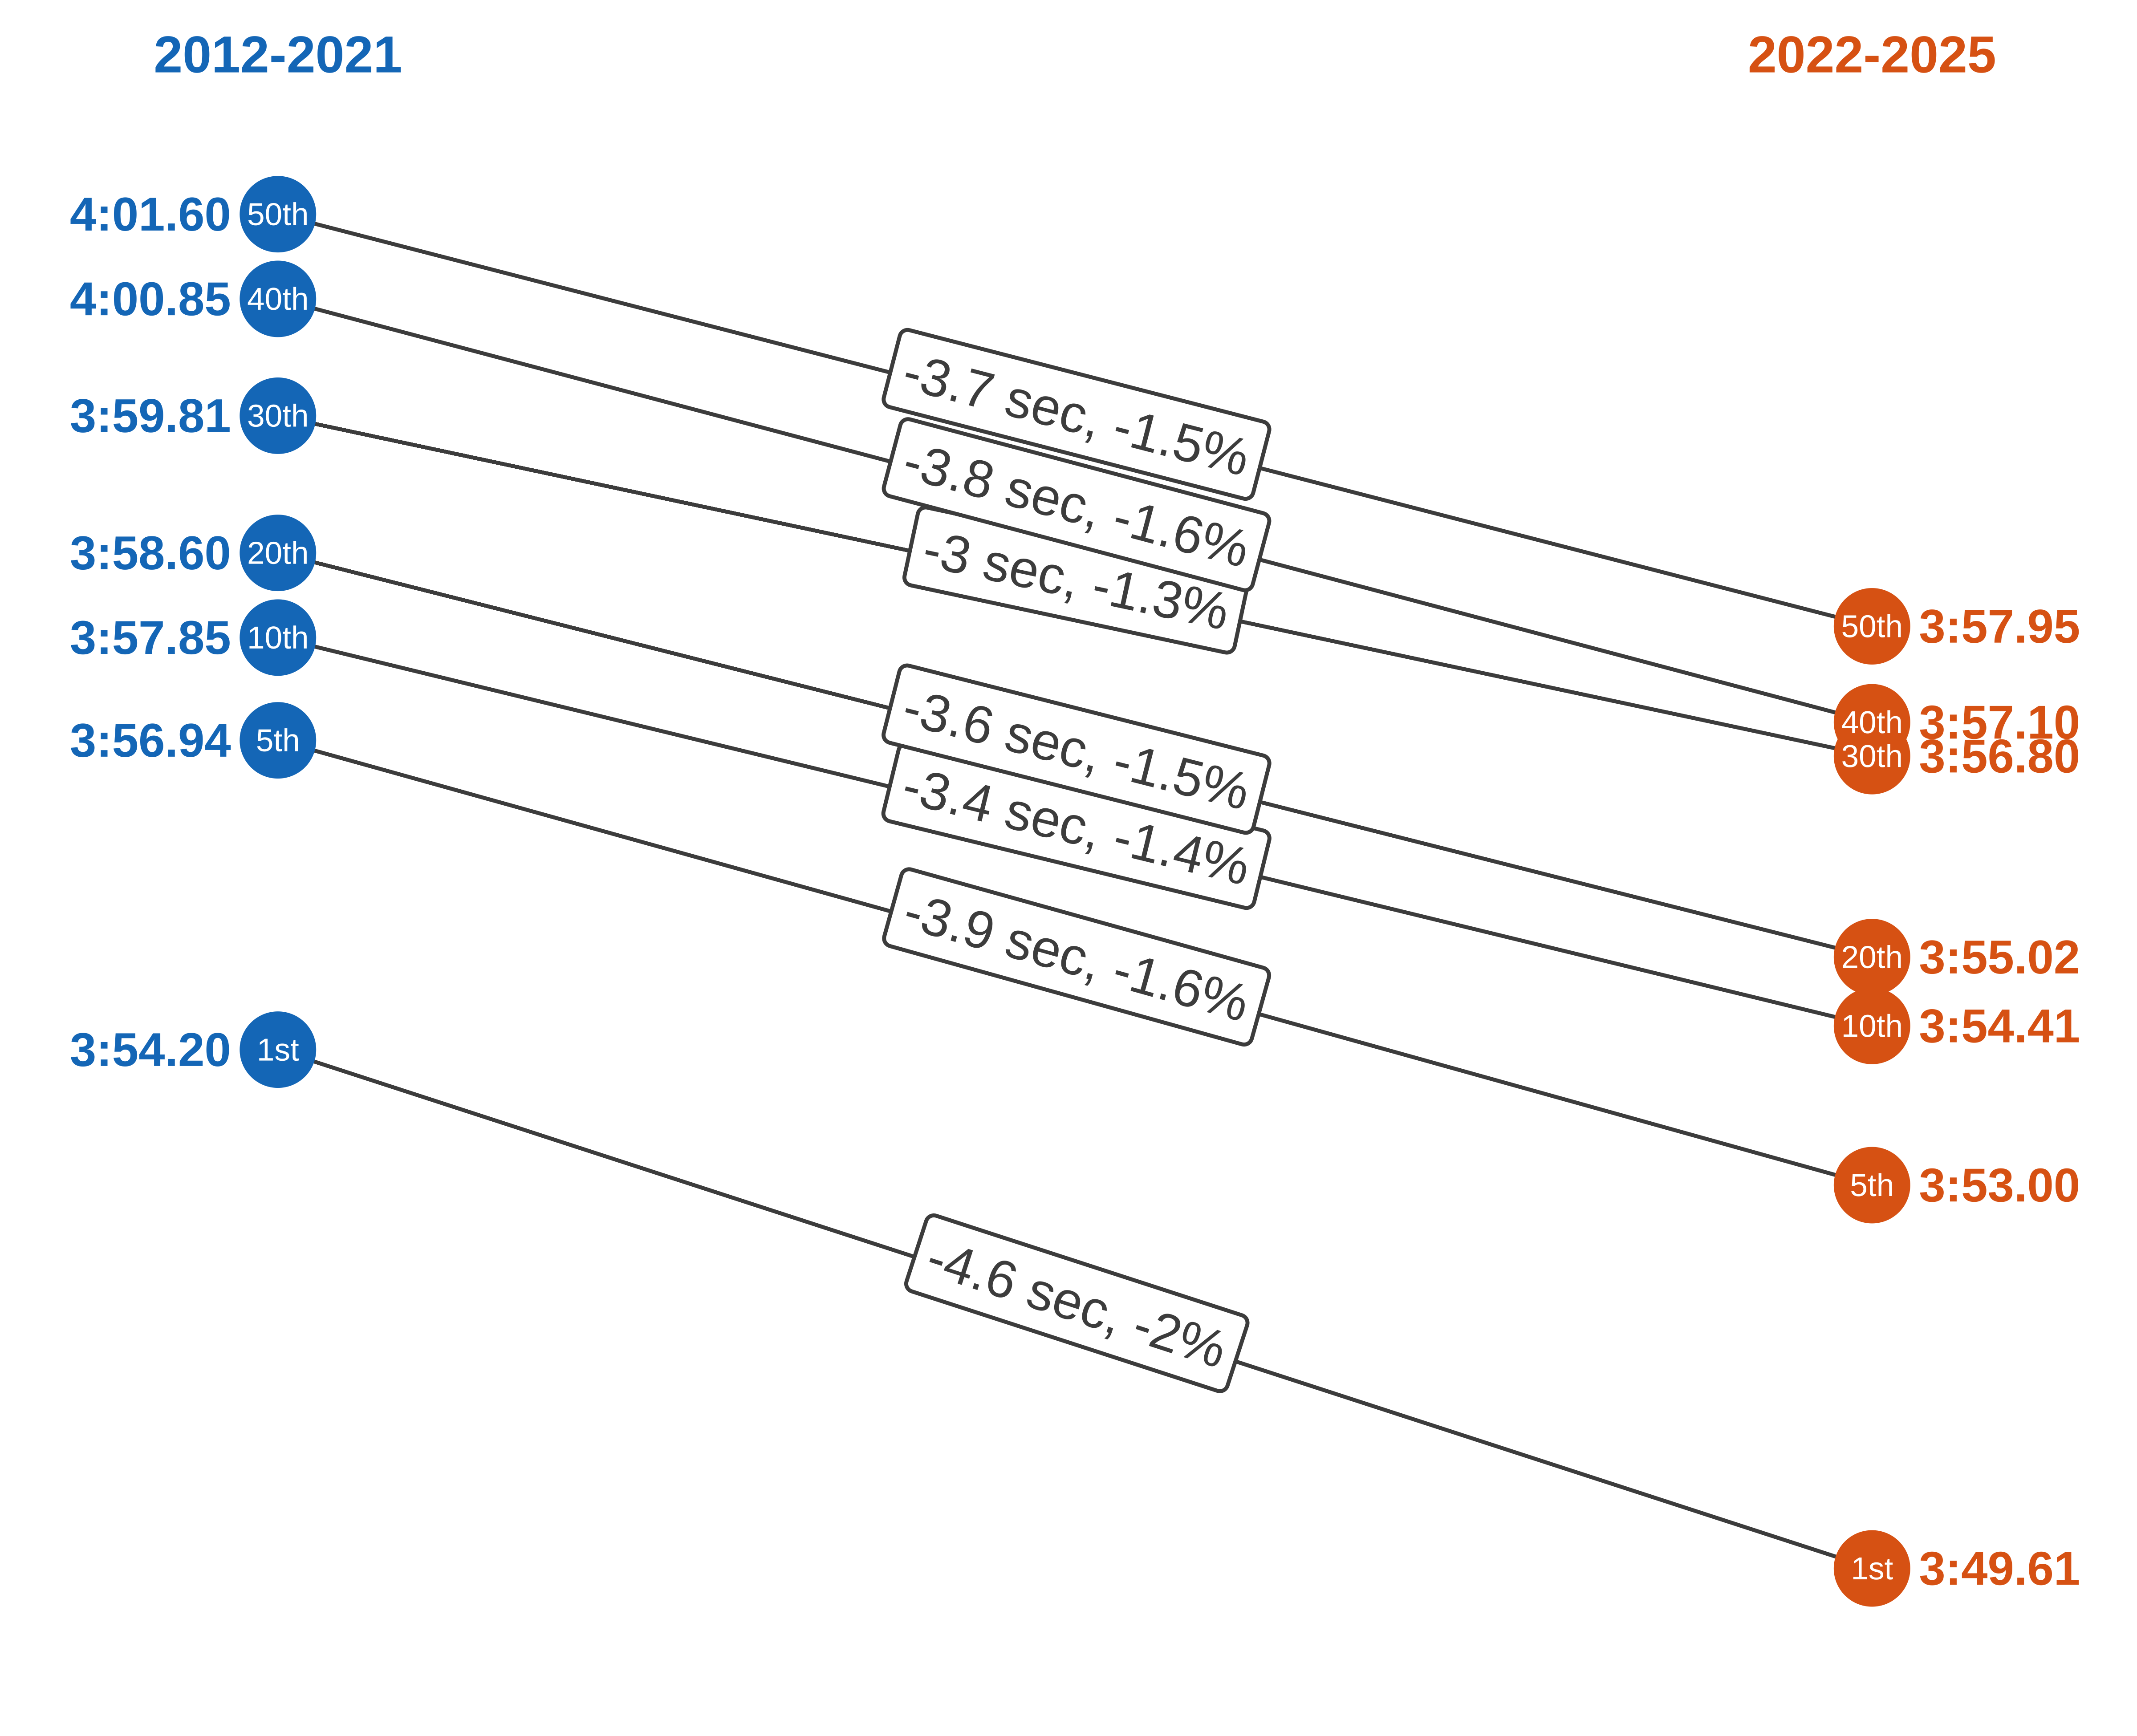 2012-2021
2022-2025
4:01.60 50th
4:00.85 40th
3:59.81 30th
3:58.60 20th
3:57.85 10th
3:56.94 5th
3:54.20 1st
-3.7 sec, -1.5%
-3.8 sec, -1.6%
-3 sec, -1.3%
-3.6 sec, -1.5%
-3.4 sec, -1.4%
-3.9 sec, -1.6%
-4.6 sec, -2%
50th 3:57.95
40th 3:57.10
30th 3:56.80
20th 3:55.02
10th 3:54.41
5th 3:53.00
1st 3:49.61